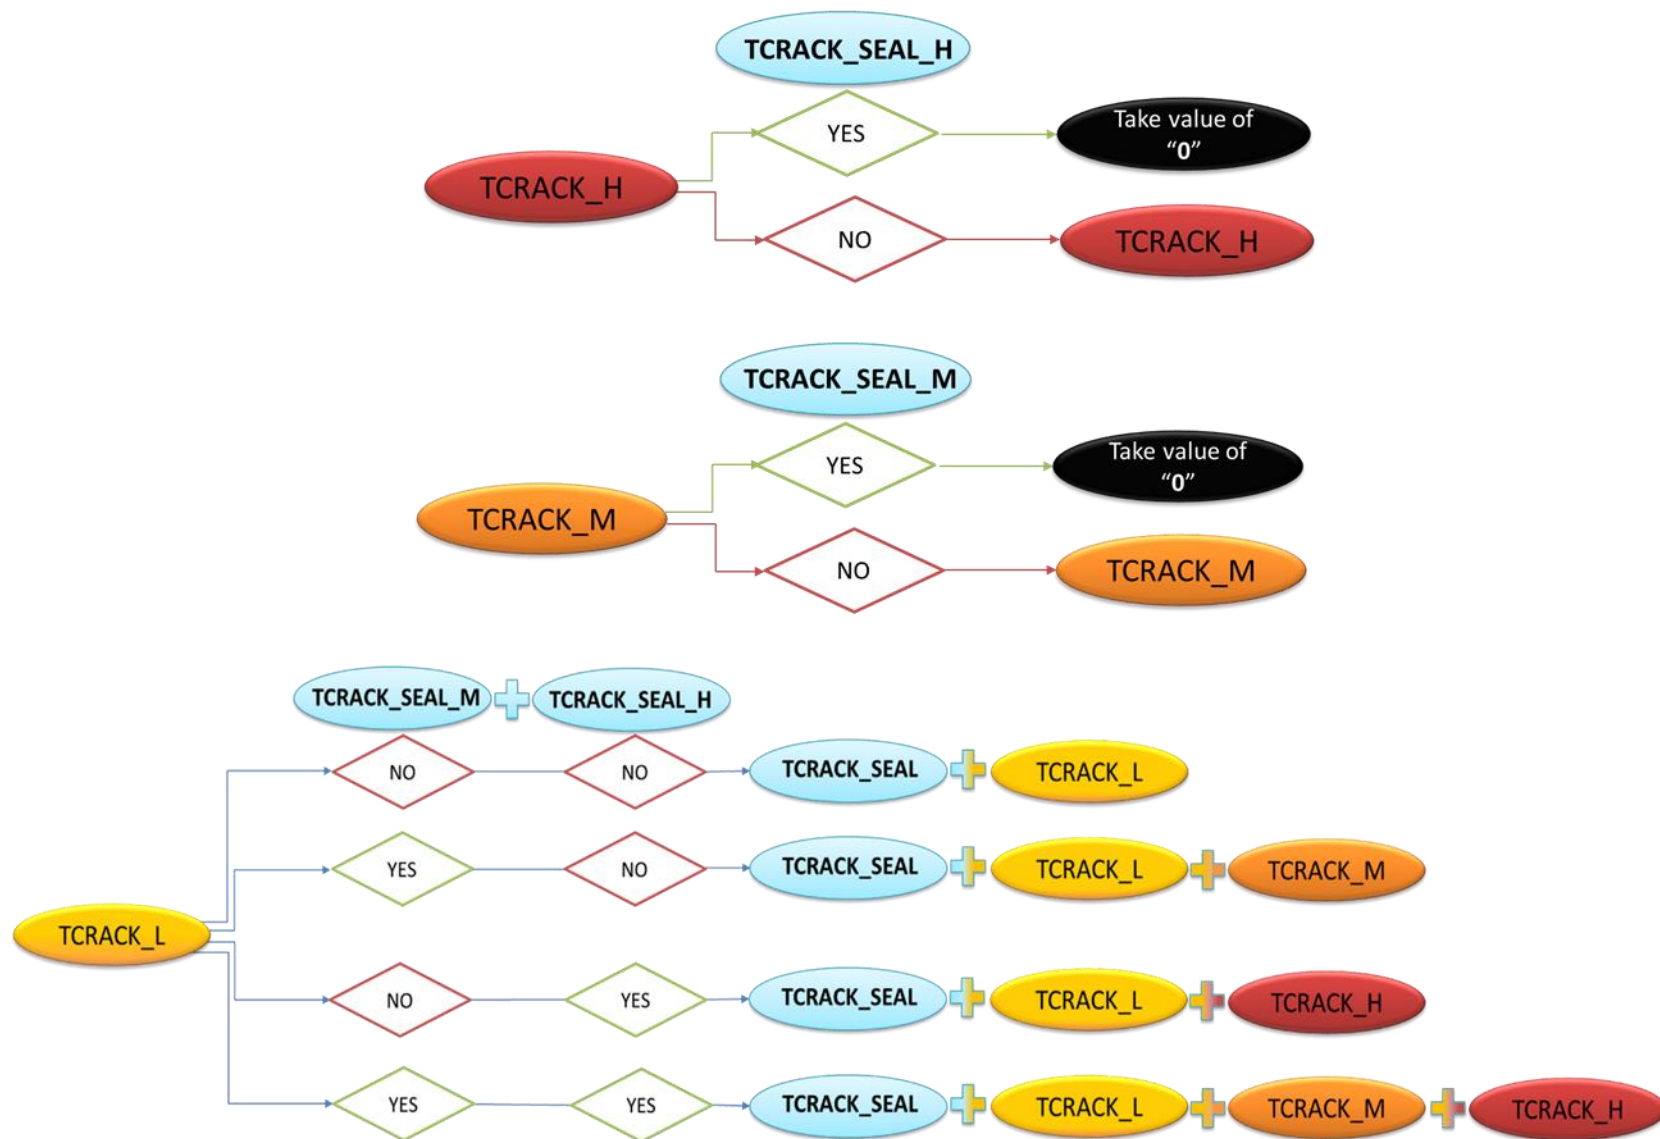 TCRACK_SEAL_H
YES
Take value of
“0”
TCRACK_H
NO
TCRACK_H
TCRACK_SEAL_M
YES
Take value of
“0”
TCRACK_M
NO
TCRACK_M
TCRACK_SEAL_M
TCRACK_SEAL_H
NO
NO
TCRACK_SEAL
TCRACK_L
YES
NO
TCRACK_SEAL
TCRACK_L
TCRACK_M
TCRACK_L
NO
YES
TCRACK_SEAL
TCRACK_L
TCRACK_H
YES
YES
TCRACK_SEAL
TCRACK_L
TCRACK_M
TCRACK_H